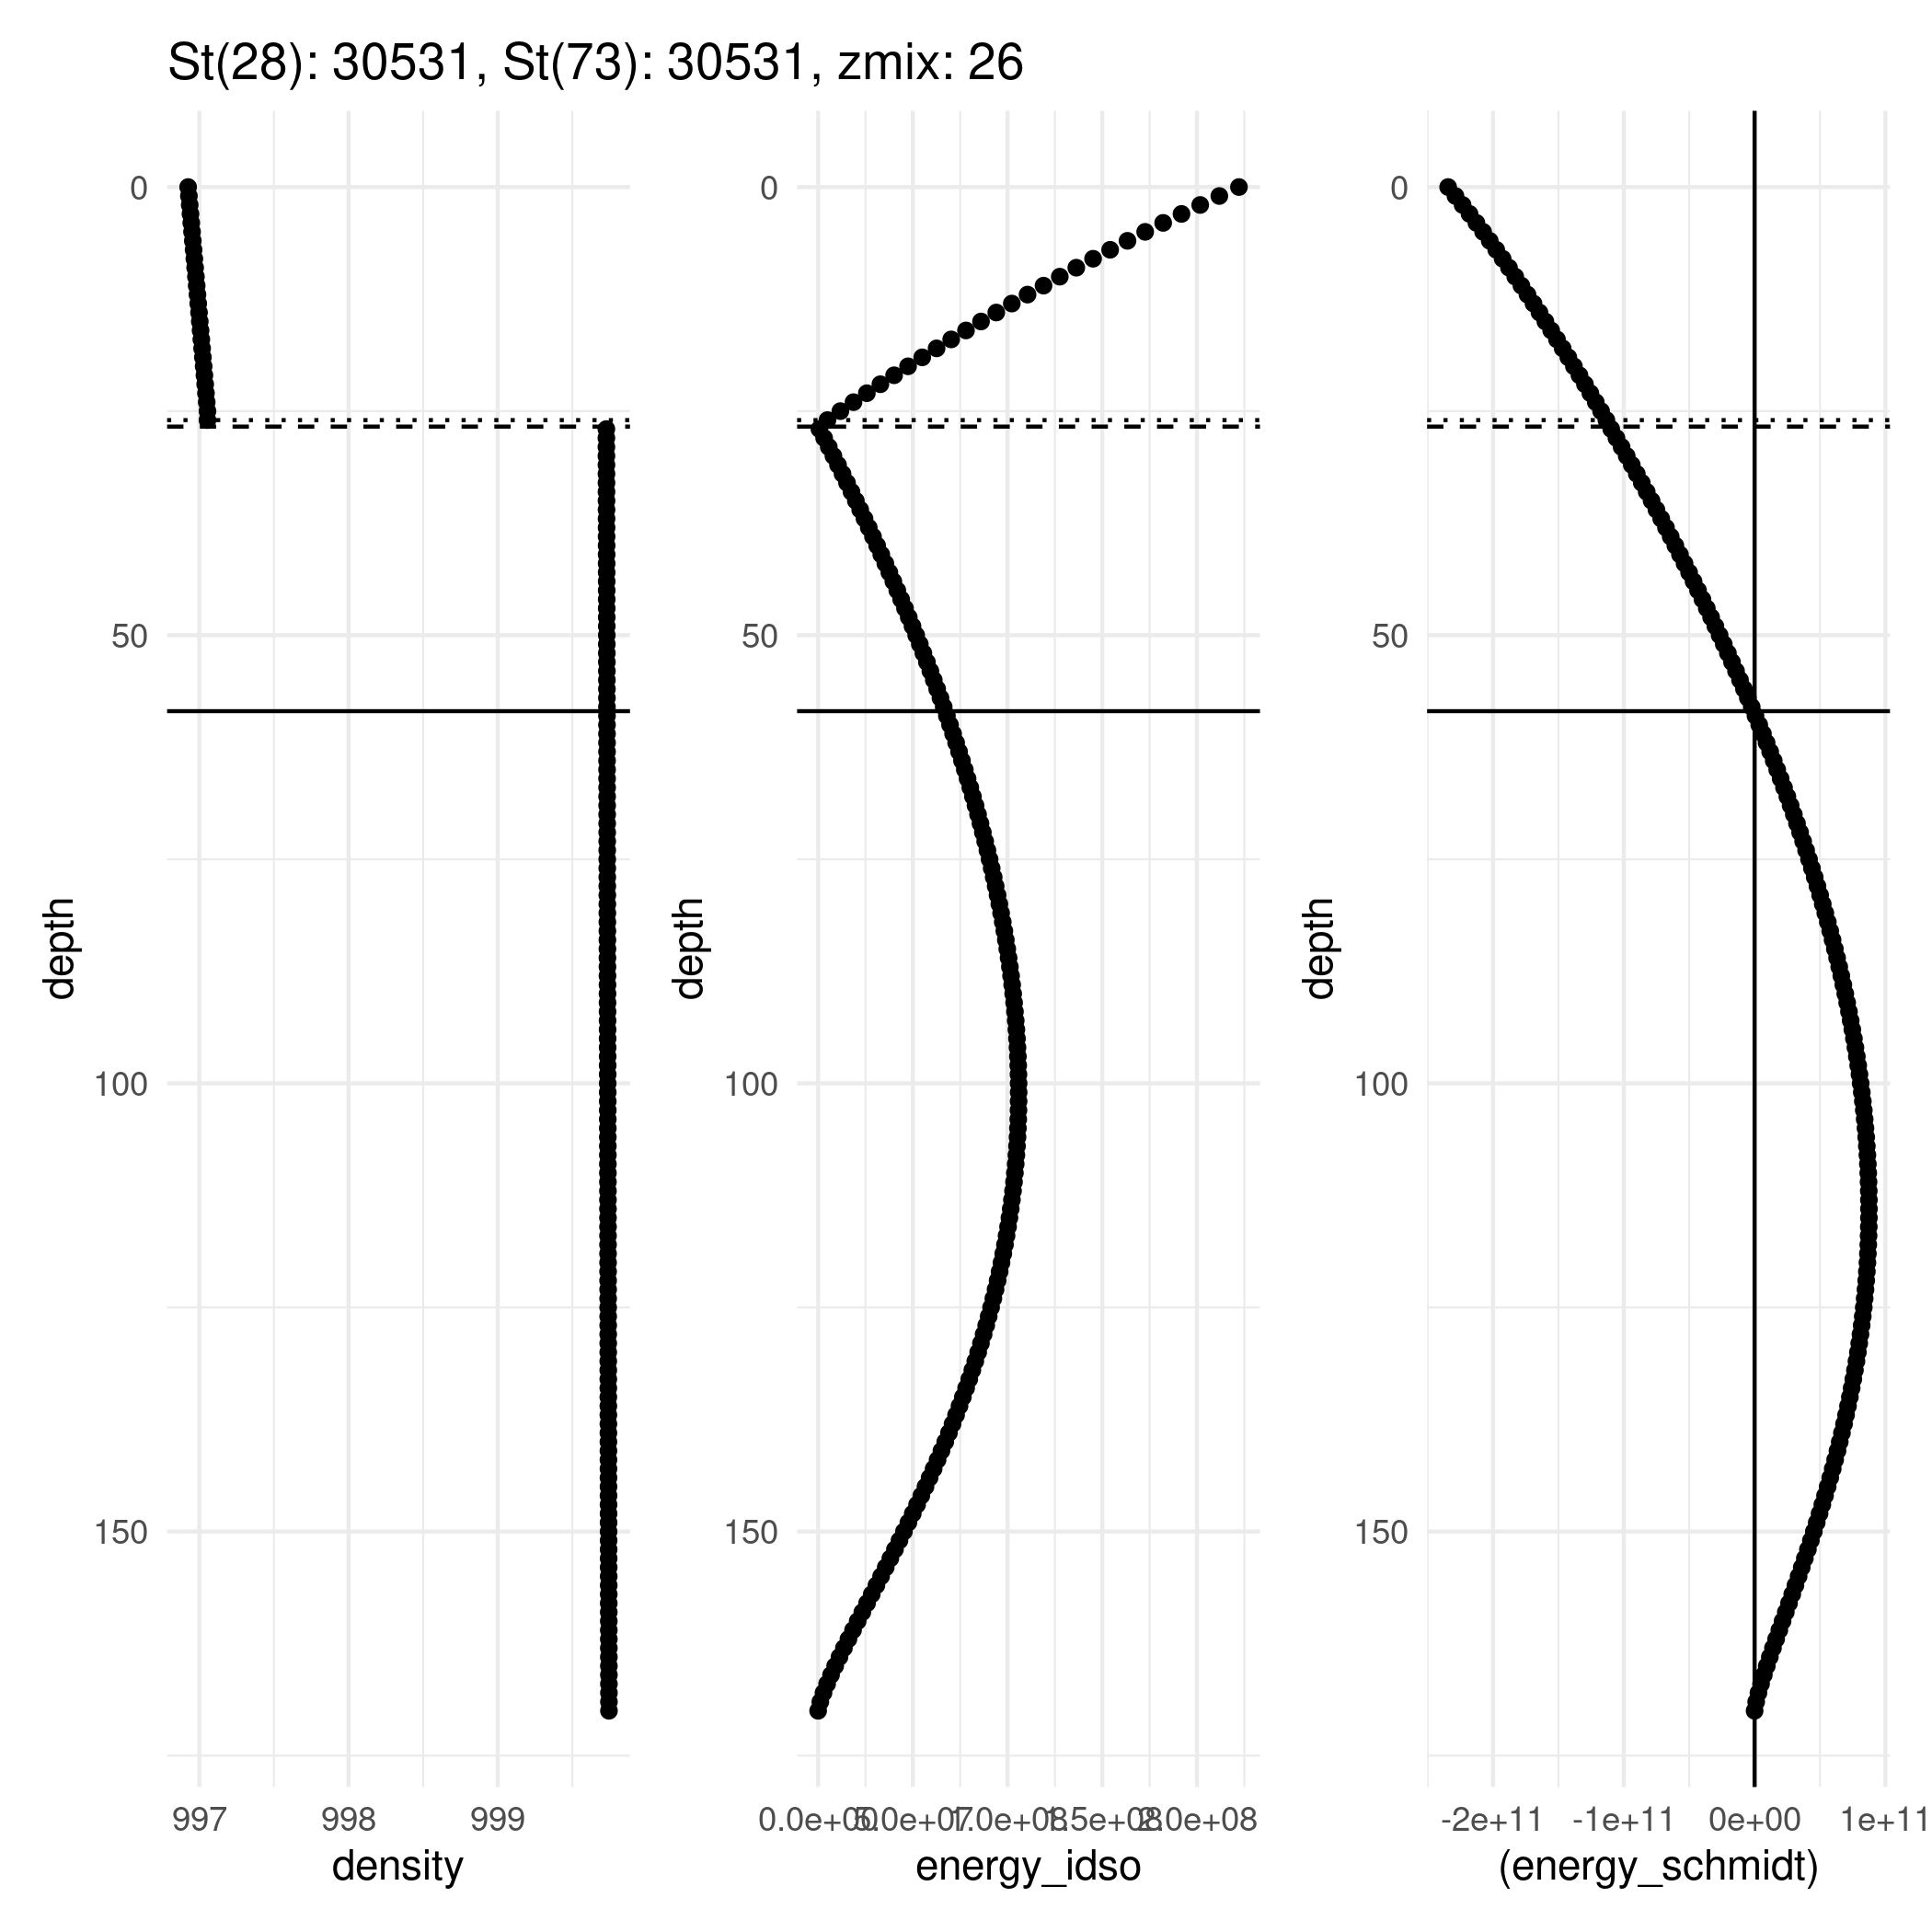 St(28): 30531, St(73): 30531, zmix: 26
0
50
100
150
depth
997 998 999
density
0
50
100
150
depth
0.0e+00 5.0e+07 1.0e+08 1.5e+08 2.0e+08
energy_idso
0
50
100
150
depth
-2e+11 -1e+11 0e+00 1e+11
(energy_schmidt)